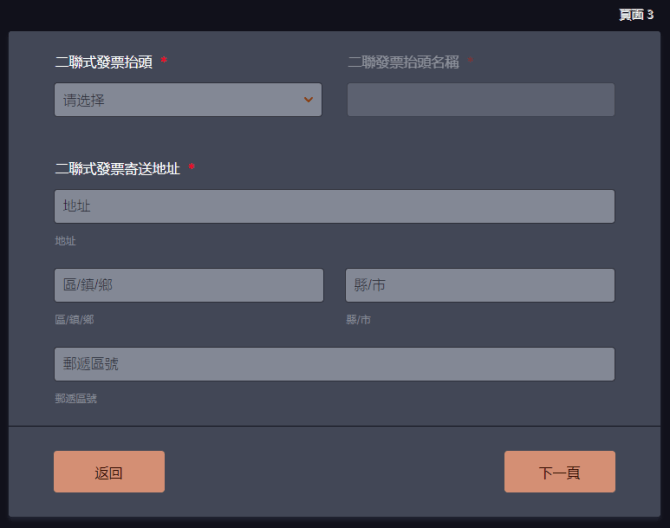 頁面 3
二聯式發票抬頭 *
二聯發票抬頭名稱 *
请选择
二聯式發票寄送地址 *
地址
地址
區/鎮/鄉
縣/市
區/鎮/鄉
縣/市
郵遞區號
郵遞區號
返回
下一頁